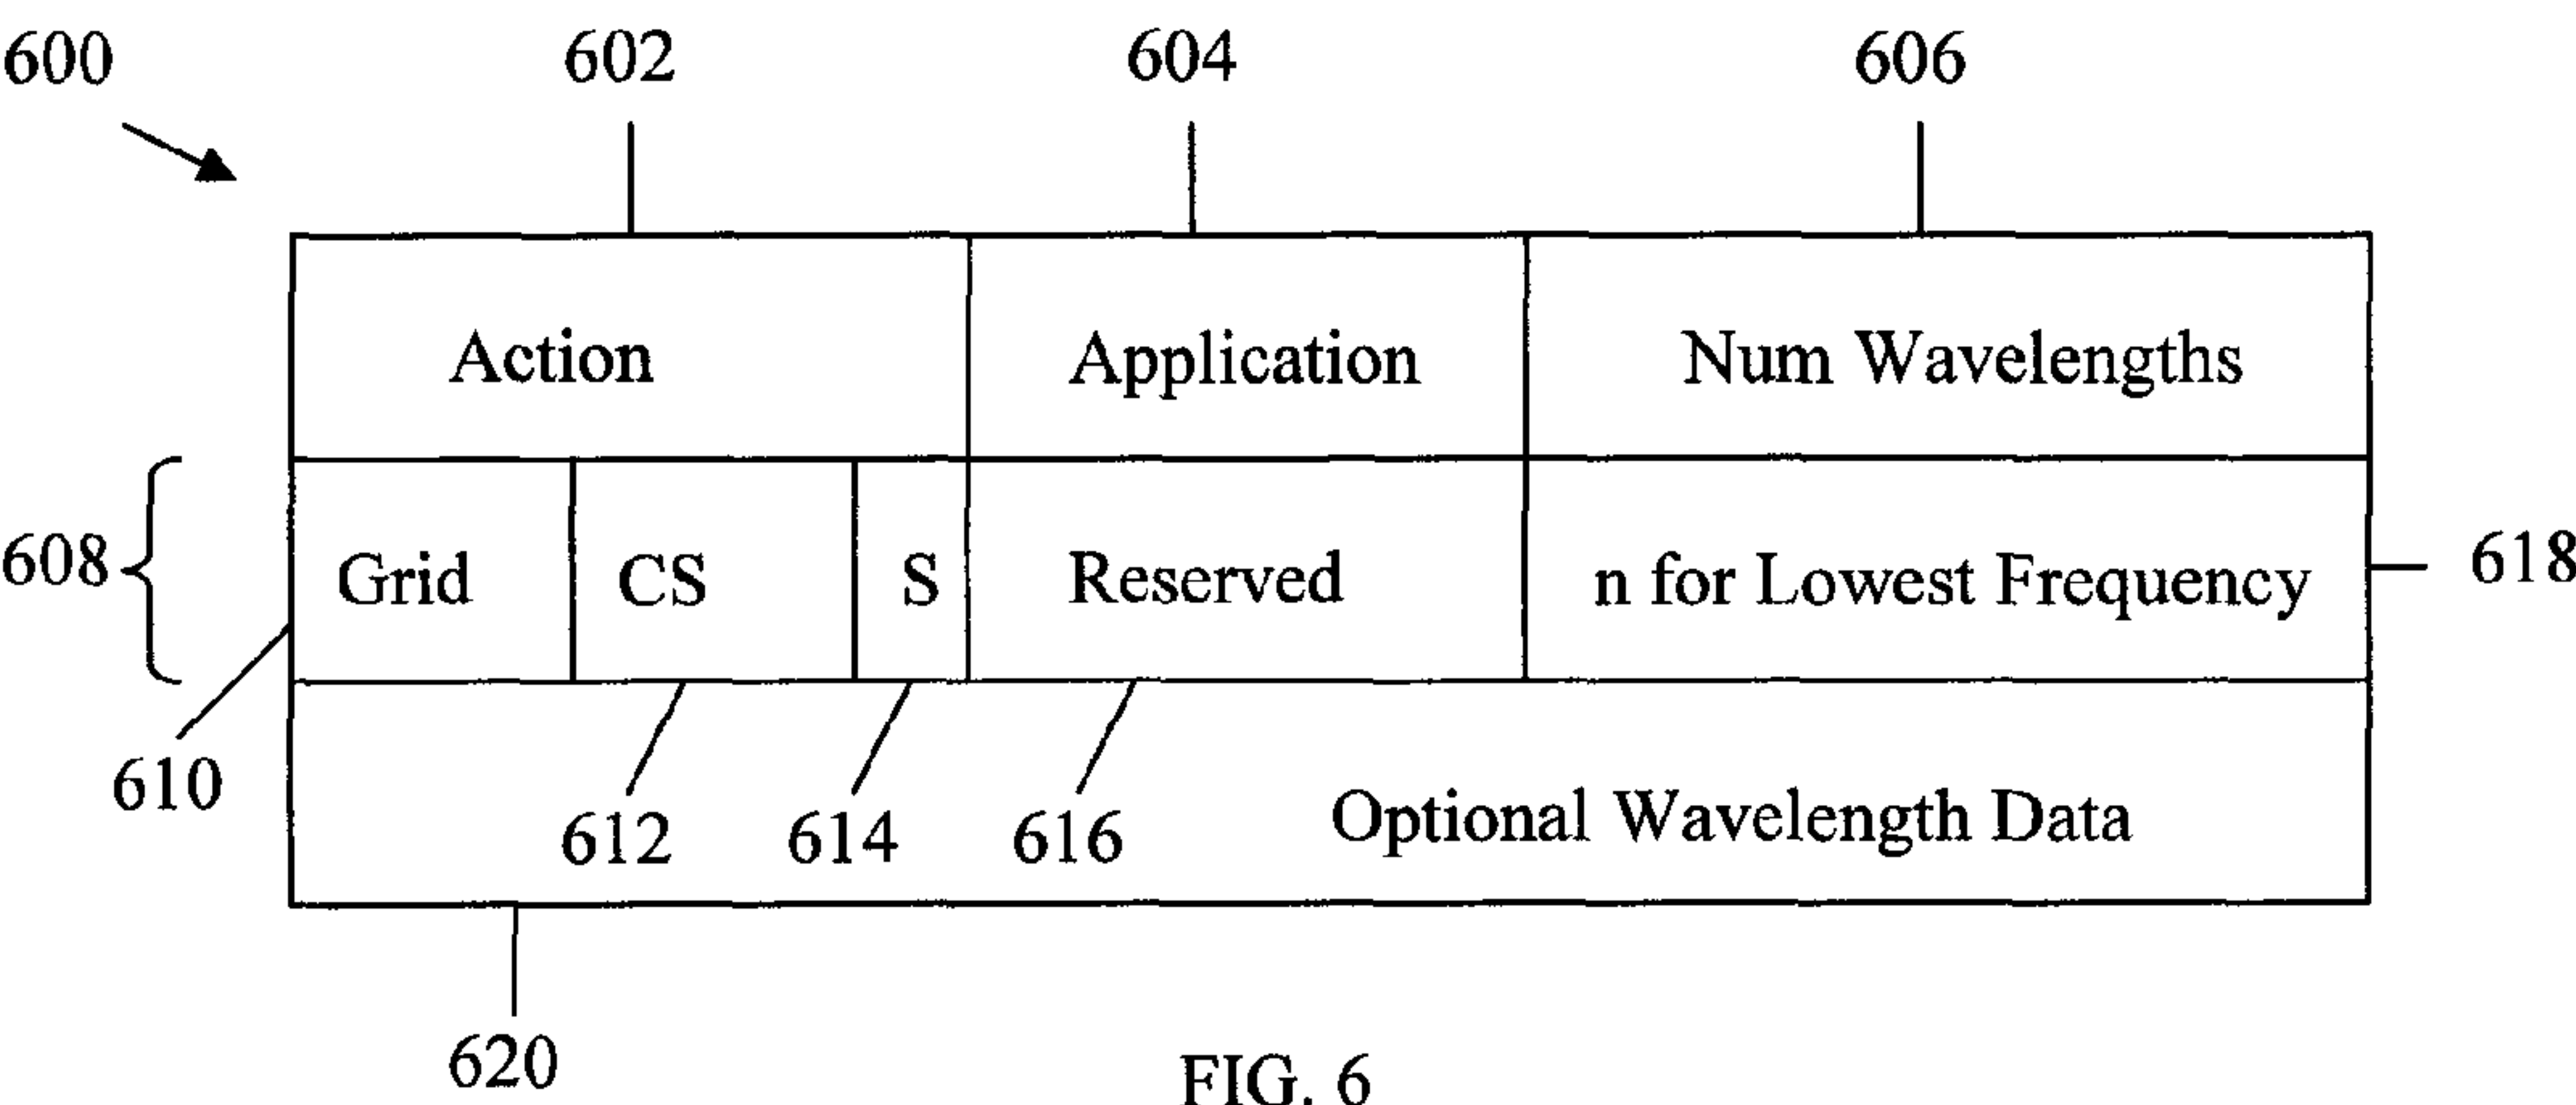 600 602 604 606
Action Application Num Wavelengths
608 Grid CS S Reserved n for Lowest Frequency 618
610 612 614 616 Optional Wavelength Data
620
FIG. 6